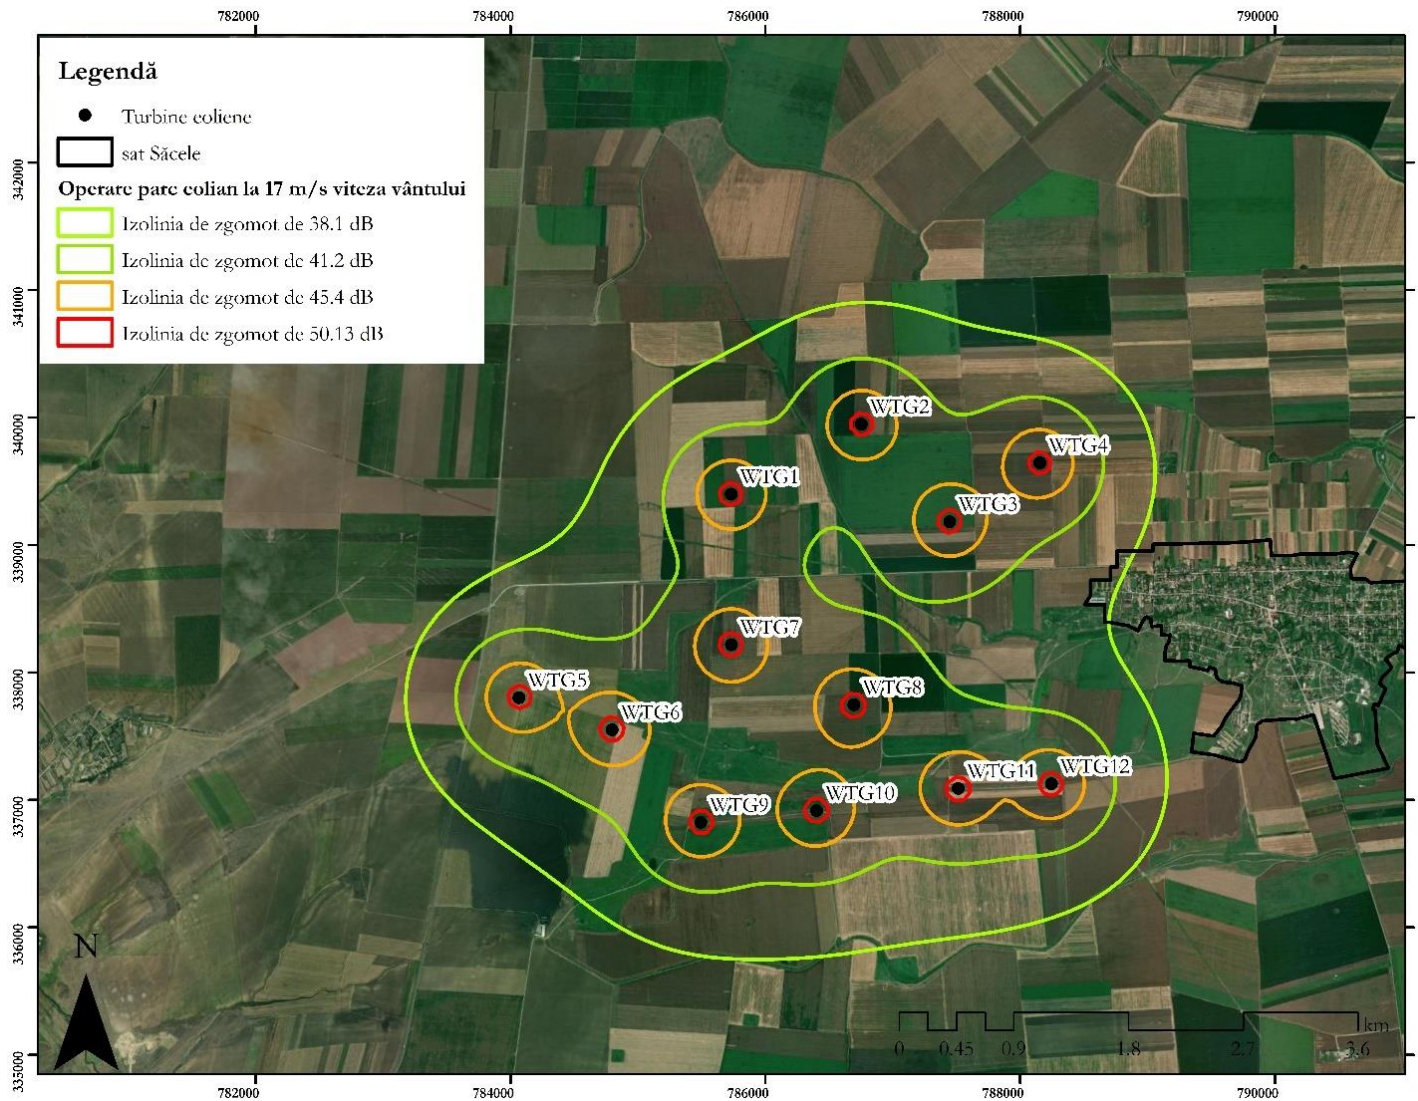 782000 784000 786000 788000 790000
Legendă
Turbine eoliene
sat Săcele
Operare parc eolian la 17 m/s viteza vântului
Izolinia de zgomot de 38.1 dB
Izolinia de zgomot de 41.2 dB
Izolinia de zgomot de 45.4 dB
Izolinia de zgomot de 50.13 dB
342000
341000
340000
339000
338000
337000
336000
335000
WTG2
WTG4
WTG1
WTG3
WTG7
WTG5
WTG8
WTG6
WTG11
WTG12
WTG10
WTG9
N
km
0 0.45 0.9 1.8 2.7 3.6
782000 784000 786000 788000 790000